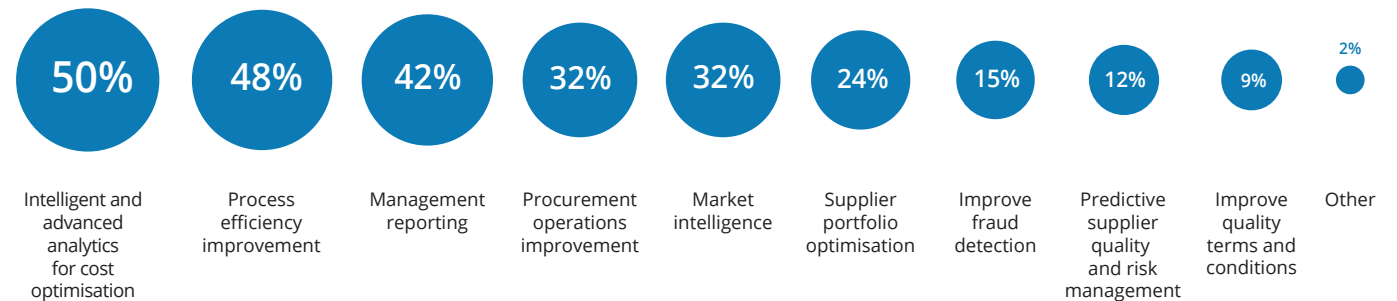 50%
48%
42%
32%
32%
24%
15%
12%
9%
2%
Intelligent and
advanced
analytics
for cost
optimisation
Process
efficiency
improvement
Management
reporting
Procurement
operations
improvement
Market
intelligence
Supplier
portfolio
optimisation
Improve
fraud
detection
Predictive
supplier
quality
and risk
management
Improve
quality
terms and
conditions
Other